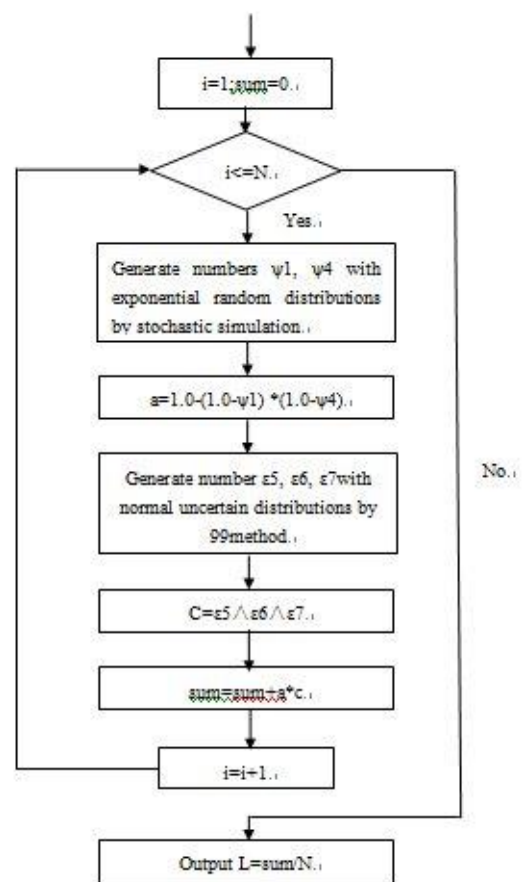 i=1;sum=0.
i<=N.
Yes.
Generate numbers ψ1, ψ4 with
exponential random distributions
by stochastic simulation.
a=1.0-(1.0-ψ1) *(1.0-ψ4).
Generate number ε5, ε6, ε7with
normal uncertain distributions by
99method.
No.
C=ε5∧ε6∧ε7.
sum=sum+a*c.
i=i+1.
Output L=sum/N.